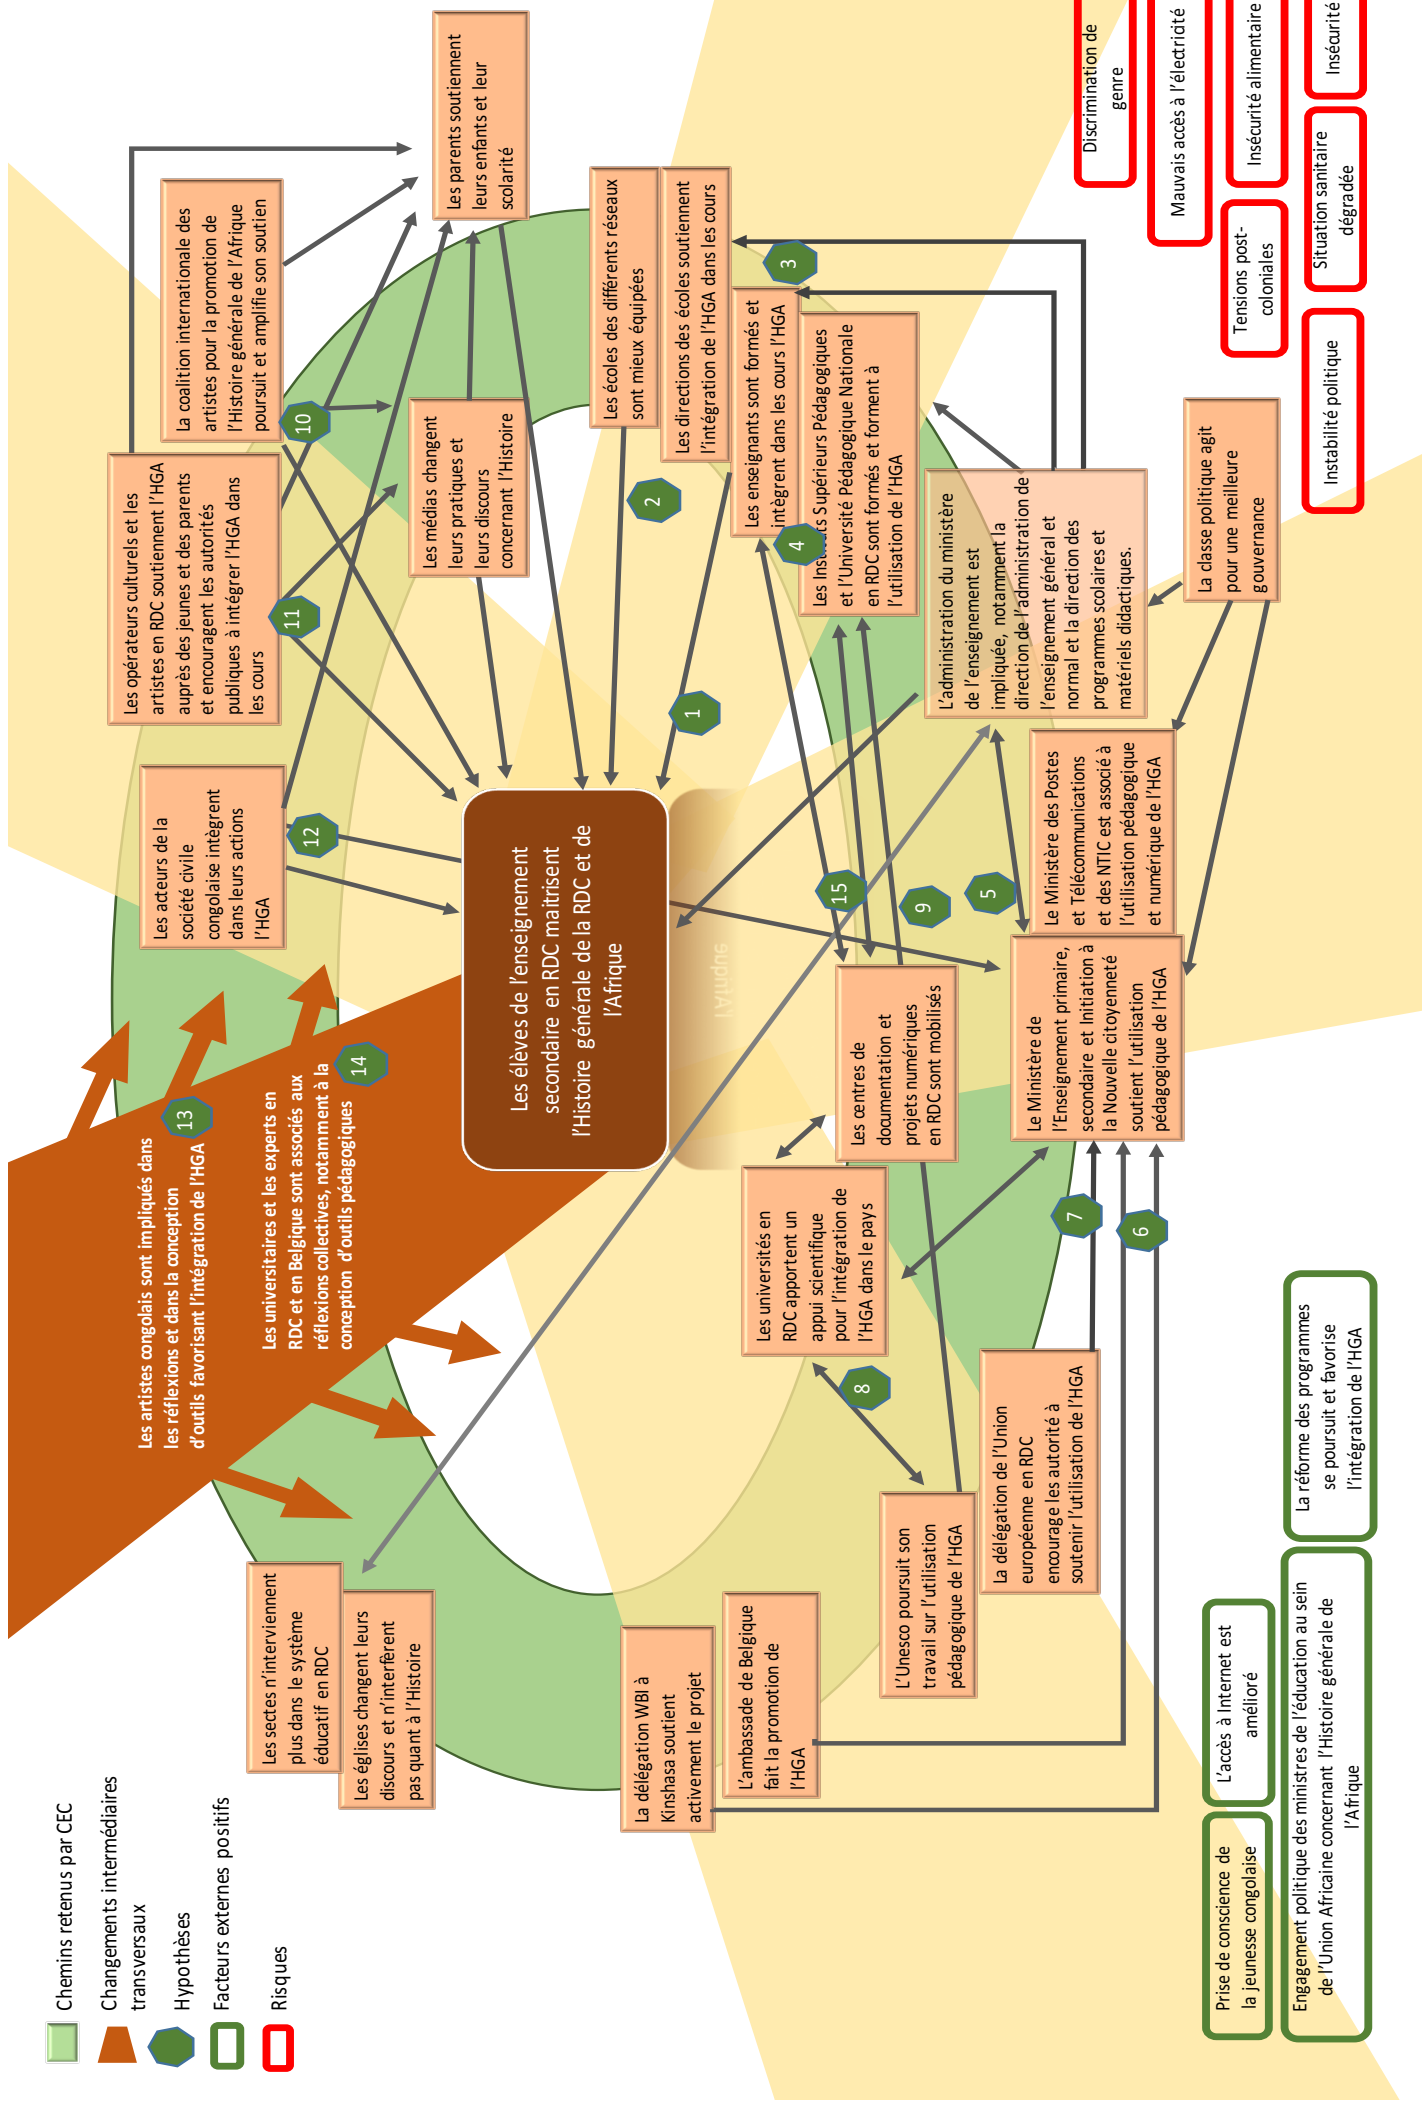 Chemins retenus par CEC
Changements intermédiaires
transversaux
Hypothèses
Facteurs externes positifs
Risques
Les artistes congolais sont impliqués dans
les réflexions et dans la conception
d'outils favorisant l'intégration de l'HGA
13
Les universitaires et les experts en
RDC et en Belgique sont associés aux
réflexions collectives, notamment à la
conception d'outils pédagogiques
14
Les acteurs de la
société civile
congolaise intègrent
dans leurs actions
l'HGA
12
Les opérateurs culturels et les
artistes en RDC soutiennent l'HGA
auprès des jeunes et des parents
et encouragent les autorités
publiques à intégrer l'HGA dans
les cours
11
La coalition internationale des
artistes pour la promotion de
l'Histoire générale de l'Afrique
poursuit et amplifie son soutien
10
Les parents soutiennent
leurs enfants et leur
scolarité
Les médias changent
leurs pratiques et
leurs discours
concernant l'Histoire
Les sectes n'interviennent
plus dans le système
éducatif en RDC
Les églises changent leurs
discours et n'interfèrent
pas quant à l'Histoire
Les élèves de l'enseignement
secondaire en RDC maitrisent
l'Histoire générale de la RDC et de
l'Afrique
l'Afrique
Les écoles des différents réseaux
sont mieux équipées
2
Les directions des écoles soutiennent
l'intégration de l'HGA dans les cours
1
3
Les enseignants sont formés et
intègrent dans les cours l'HGA
4
Les Instituts Supérieurs Pédagogiques
et l'Université Pédagogique Nationale
en RDC sont formés et forment à
l'utilisation de l'HGA
La délégation WBI à
Kinshasa soutient
activement le projet
L'ambassade de Belgique
fait la promotion de
l'HGA
Les universités en
RDC apportent un
appui scientifique
pour l'intégration de
l'HGA dans le pays
8
Les centres de
documentation et
projets numériques
en RDC sont mobilisés
15
9
5
L'Unesco poursuit son
travail sur l'utilisation
pédagogique de l'HGA
La délégation de l'Union
européenne en RDC
encourage les autorité à
soutenir l'utilisation de l'HGA
7
6
Le Ministère de
l'Enseignement primaire,
secondaire et Initiation à
la Nouvelle citoyenneté
soutient l'utilisation
pédagogique de l'HGA
Le Ministère des Postes
et Télécommunications
et des NTIC est associé à
l'utilisation pédagogique
et numérique de l'HGA
L'administration du ministère
de l'enseignement est
impliquée, notamment la
direction de l'administration de
l'enseignement général et
normal et la direction des
programmes scolaires et
matériels didactiques.
La classe politique agit
pour une meilleure
gouvernance
Prise de conscience de
la jeunesse congolaise
L'accès à Internet est
amélioré
Engagement politique des ministres de l'éducation au sein
de l'Union Africaine concernant l'Histoire générale de
l'Afrique
La réforme des programmes
se poursuit et favorise
l'intégration de l'HGA
Discrimination de
genre
Mauvais accès à l'électricité
Tensions post-
coloniales
Insécurité alimentaire
Instabilité politique
Situation sanitaire
dégradée
Insécurité